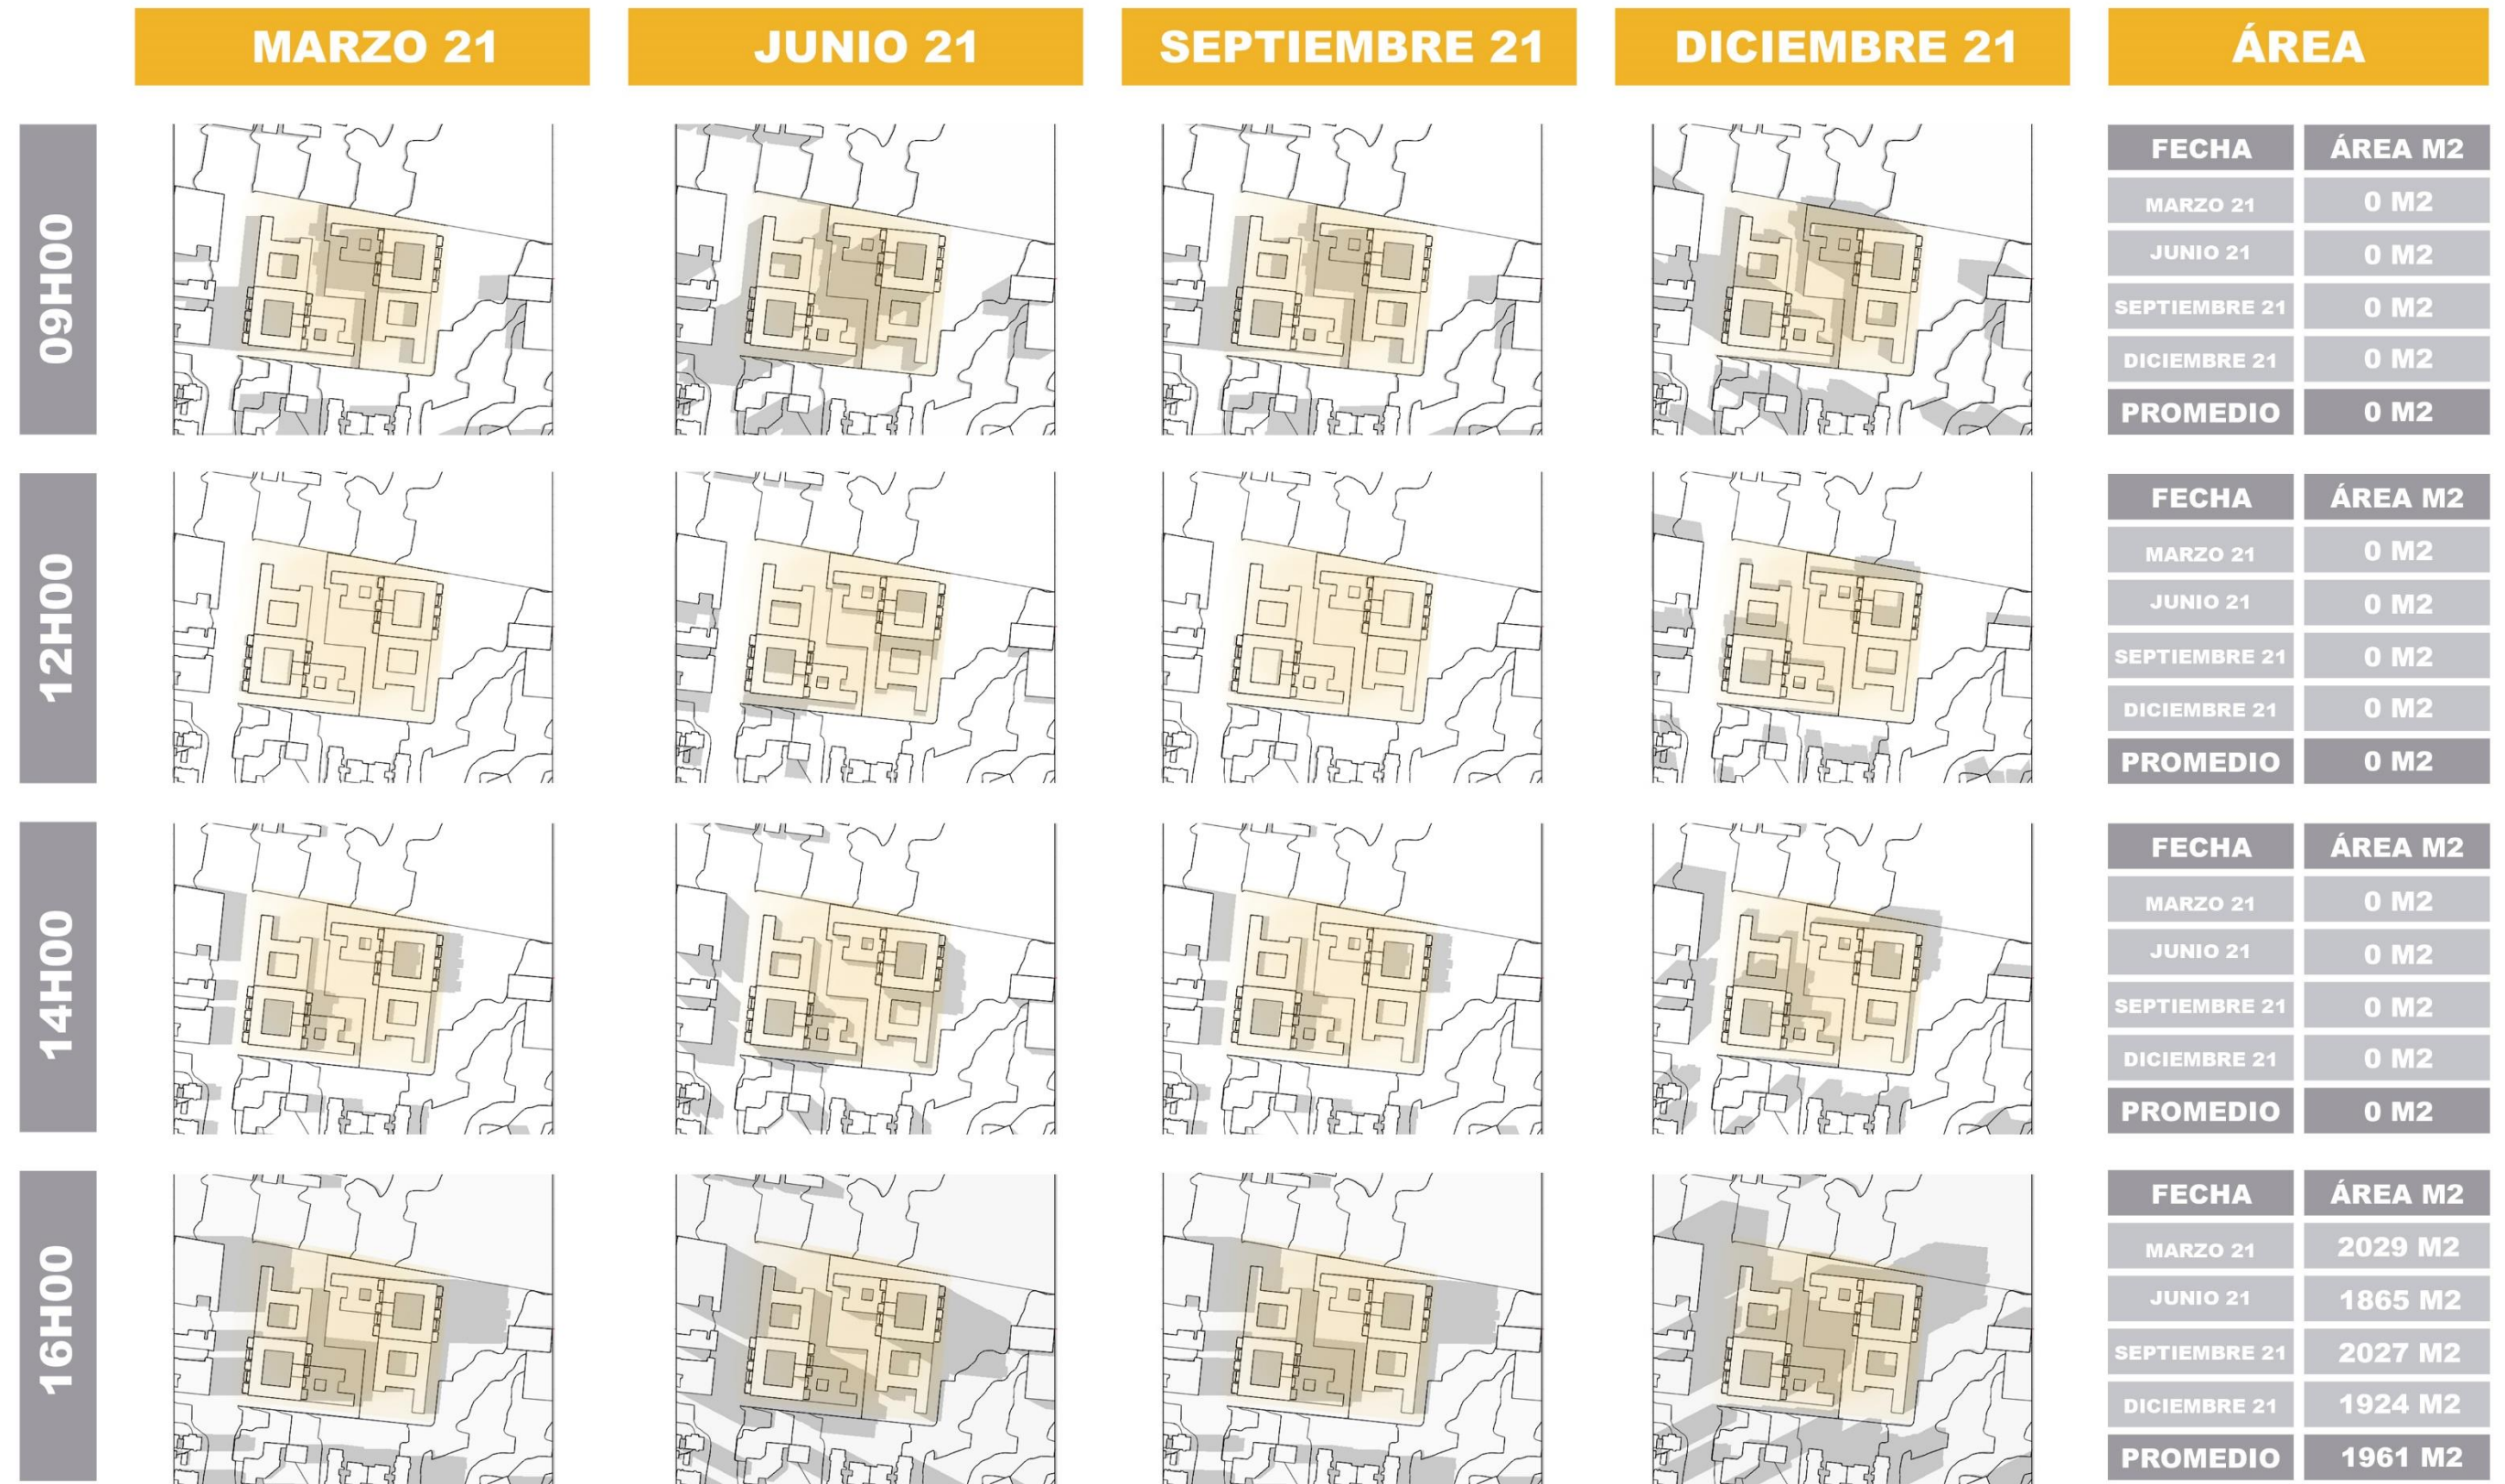 MARZO 21
JUNIO 21
SEPTIEMBRE 21
DICIEMBRE 21
ÁREA
09H00
FECHA ÁREA M2
MARZO 21 0 M2
JUNIO 21 0 M2
SEPTIEMBRE 21 0 M2
DICIEMBRE 21 0 M2
PROMEDIO 0 M2
12H00
FECHA ÁREA M2
MARZO 21 0 M2
JUNIO 21 0 M2
SEPTIEMBRE 21 0 M2
DICIEMBRE 21 0 M2
PROMEDIO 0 M2
14H00
FECHA ÁREA M2
MARZO 21 0 M2
JUNIO 21 0 M2
SEPTIEMBRE 21 0 M2
DICIEMBRE 21 0 M2
PROMEDIO 0 M2
16H00
FECHA ÁREA M2
MARZO 21 2029 M2
JUNIO 21 1865 M2
SEPTIEMBRE 21 2027 M2
DICIEMBRE 21 1924 M2
PROMEDIO 1961 M2